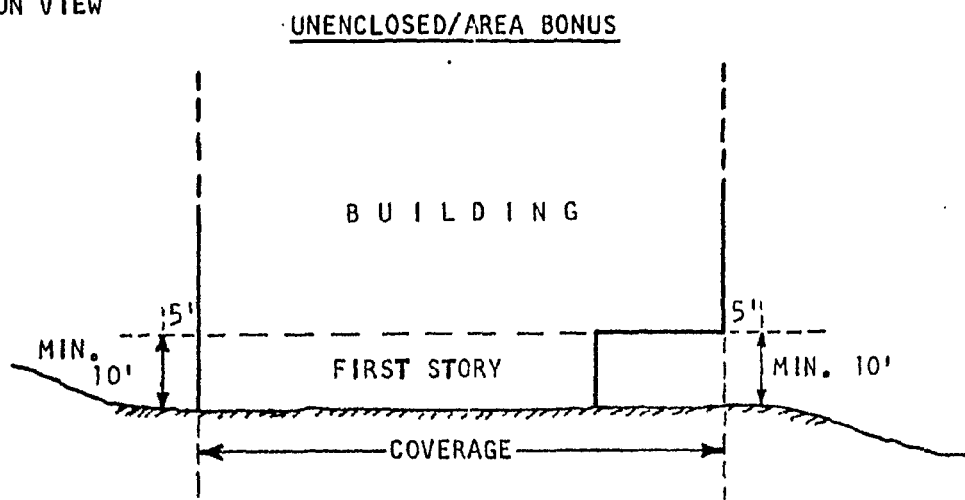 ON VIEW
UNENCLOSED/AREA BONUS
BUILDING
5'
5'
MIN.
10'
FIRST STORY
MIN. 10'
COVERAGE